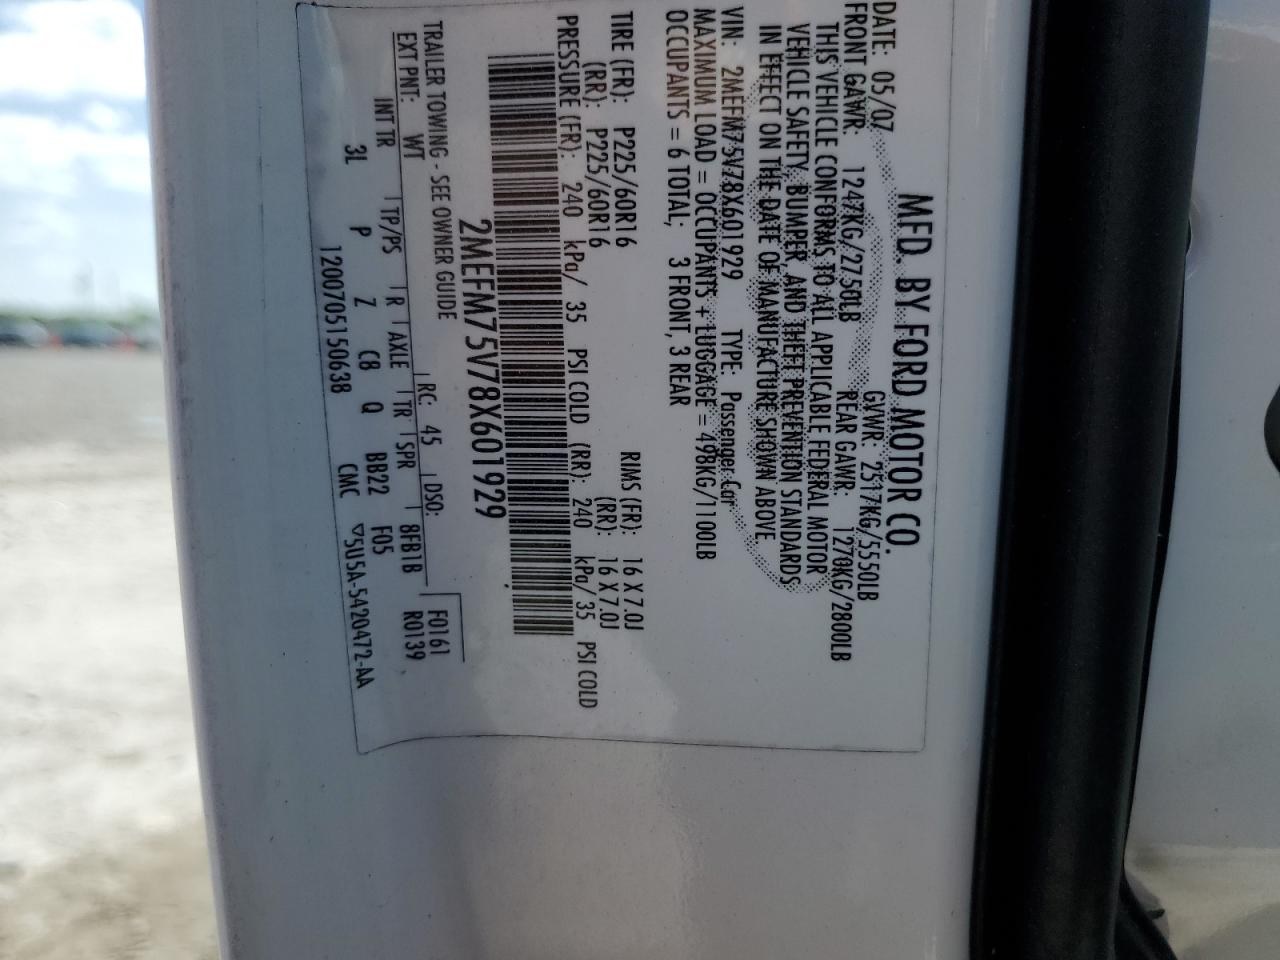 MFD. BY FORD MOTOR CO.
DATE: 05/07 GVWR: 2517KG/5550LB
FRONT GAWR: 1247KG/2750LB REAR GAWR: 1270KG/2800LB
THIS VEHICLE CONFORMS TO ALL APPLICABLE FEDERAL MOTOR
VEHICLE SAFETY, BUMPER, AND THEFT PREVENTION STANDARDS
IN EFFECT ON THE DATE OF MANUFACTURE SHOWN ABOVE
VIN: 2MEFM75V78X601929 TYPE: Passenger Car
MAXIMUM LOAD = OCCUPANTS + LUGGAGE = 498KG/1100LB
OCCUPANTS = 6 TOTAL, 3 FRONT, 3 REAR
TIRE (FR): P225/60R16 RIMS (FR): 16 X 7.0J
(RR): P225/60R16 (RR): 16 X 7.0J
PRESSURE (FR): 240 kPa/ 35 PSI COLD (RR): 240 kPa/ 35 PSI COLD
2MEFM75V78X601929
TRAILER TOWING - SEE OWNER GUIDE
F0161
EXT PNT: WT RC: 45 DSO: R0139
INT TR TP/PS R AXLE TR SPR 8FB1B
3L P Z C8 Q BB22 F05
12007051506​38 CMC ▽5U5A-5420472-AA